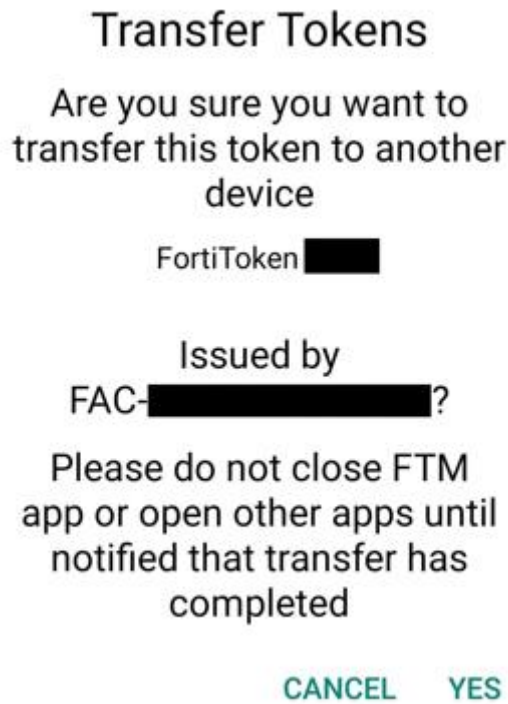 Transfer Tokens
Are you sure you want to
transfer this token to another
device
FortiToken
Issued by
FAC-?
Please do not close FTM
app or open other apps until
notified that transfer has
completed
CANCEL YES